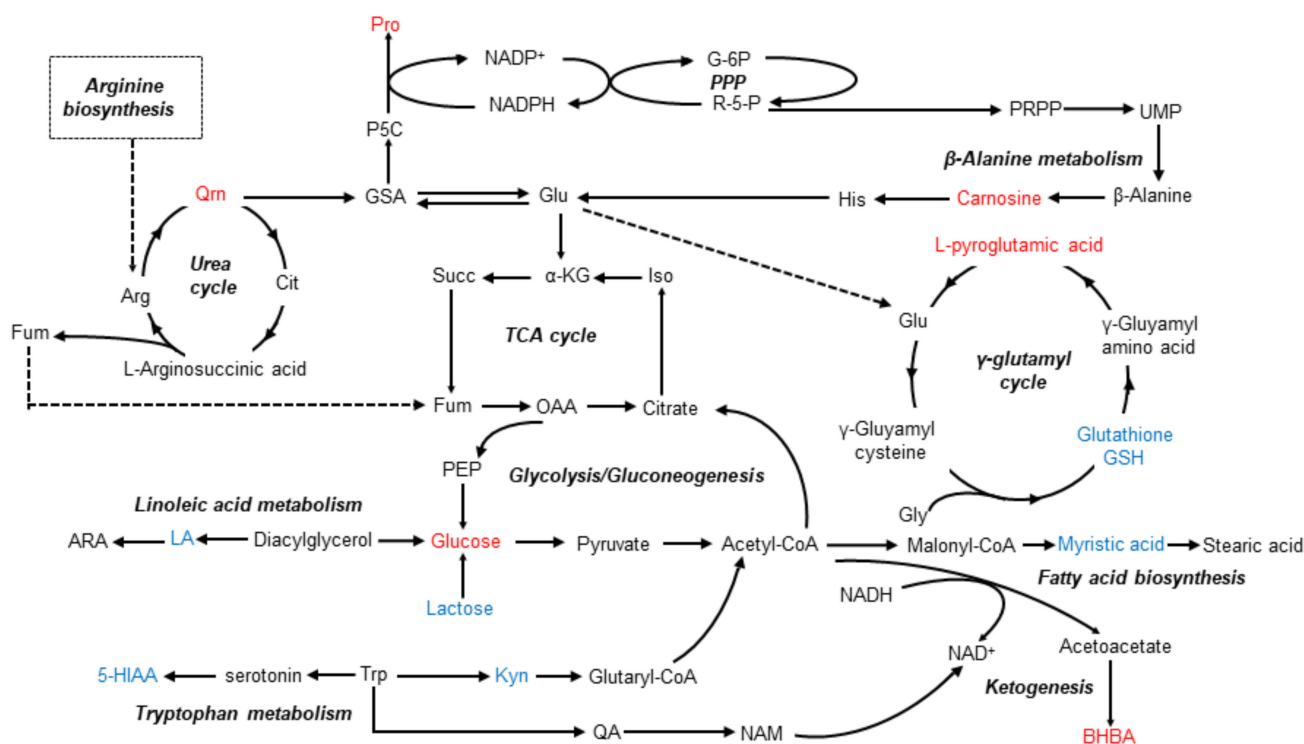 Pro
NADP+
G-6P
PPP
NADPH
R-5-P
PRPP
UMP
Arginine
biosynthesis
P5C
β-Alanine metabolism
Qrn
GSA
Glu
His
Carnosine
β-Alanine
L-pyroglutamic acid
Urea
cycle
Cit
Arg
Succ
α-KG
Iso
Glu
γ-Gluyamyl
amino acid
Fum
TCA cycle
γ-glutamyl
cycle
L-Arginosuccinic acid
Fum
OAA
Citrate
γ-Gluyamyl
cysteine
Glutathione
GSH
PEP
Glycolysis/Gluconeogenesis
Linoleic acid metabolism
Gly
ARA
LA
Diacylglycerol
Glucose
Pyruvate
Acetyl-CoA
Malonyl-CoA
Myristic acid
Stearic acid
Fatty acid biosynthesis
NADH
Lactose
NAD+
Acetoacetate
5-HIAA
serotonin
Trp
Kyn
Glutaryl-CoA
Ketogenesis
Tryptophan metabolism
QA
NAM
BHBA